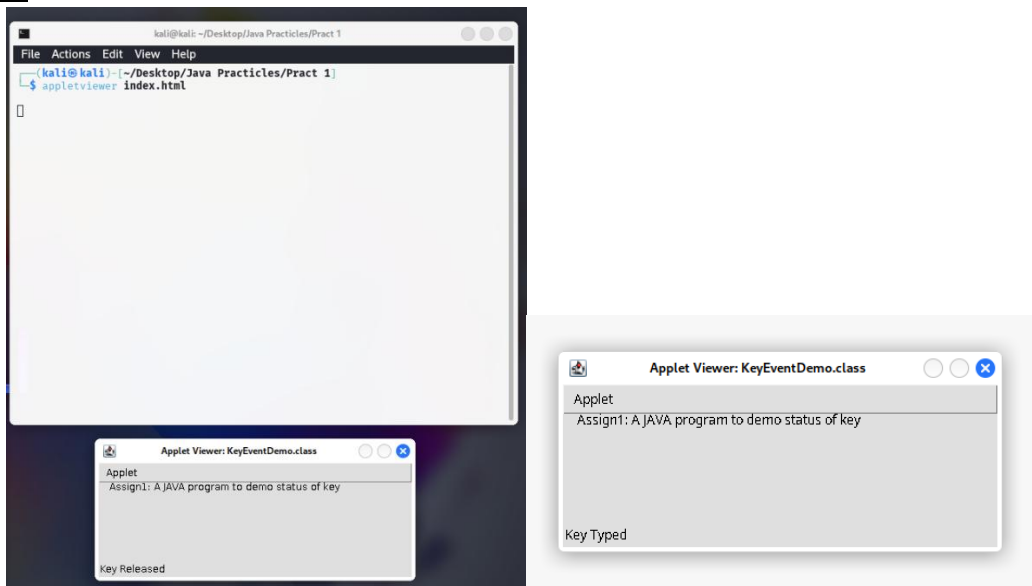 kali@kali: ~/Desktop/Java Practicles/Pract 1
File Actions Edit View Help
(kali㉿kali)-[~/Desktop/Java Practicles/Pract 1]
$ appletviewer index.html
Applet Viewer: KeyEventDemo.class
Applet
Assign1: A JAVA program to demo status of key
Key Released
Applet Viewer: KeyEventDemo.class
Applet
Assign1: A JAVA program to demo status of key
Key Typed